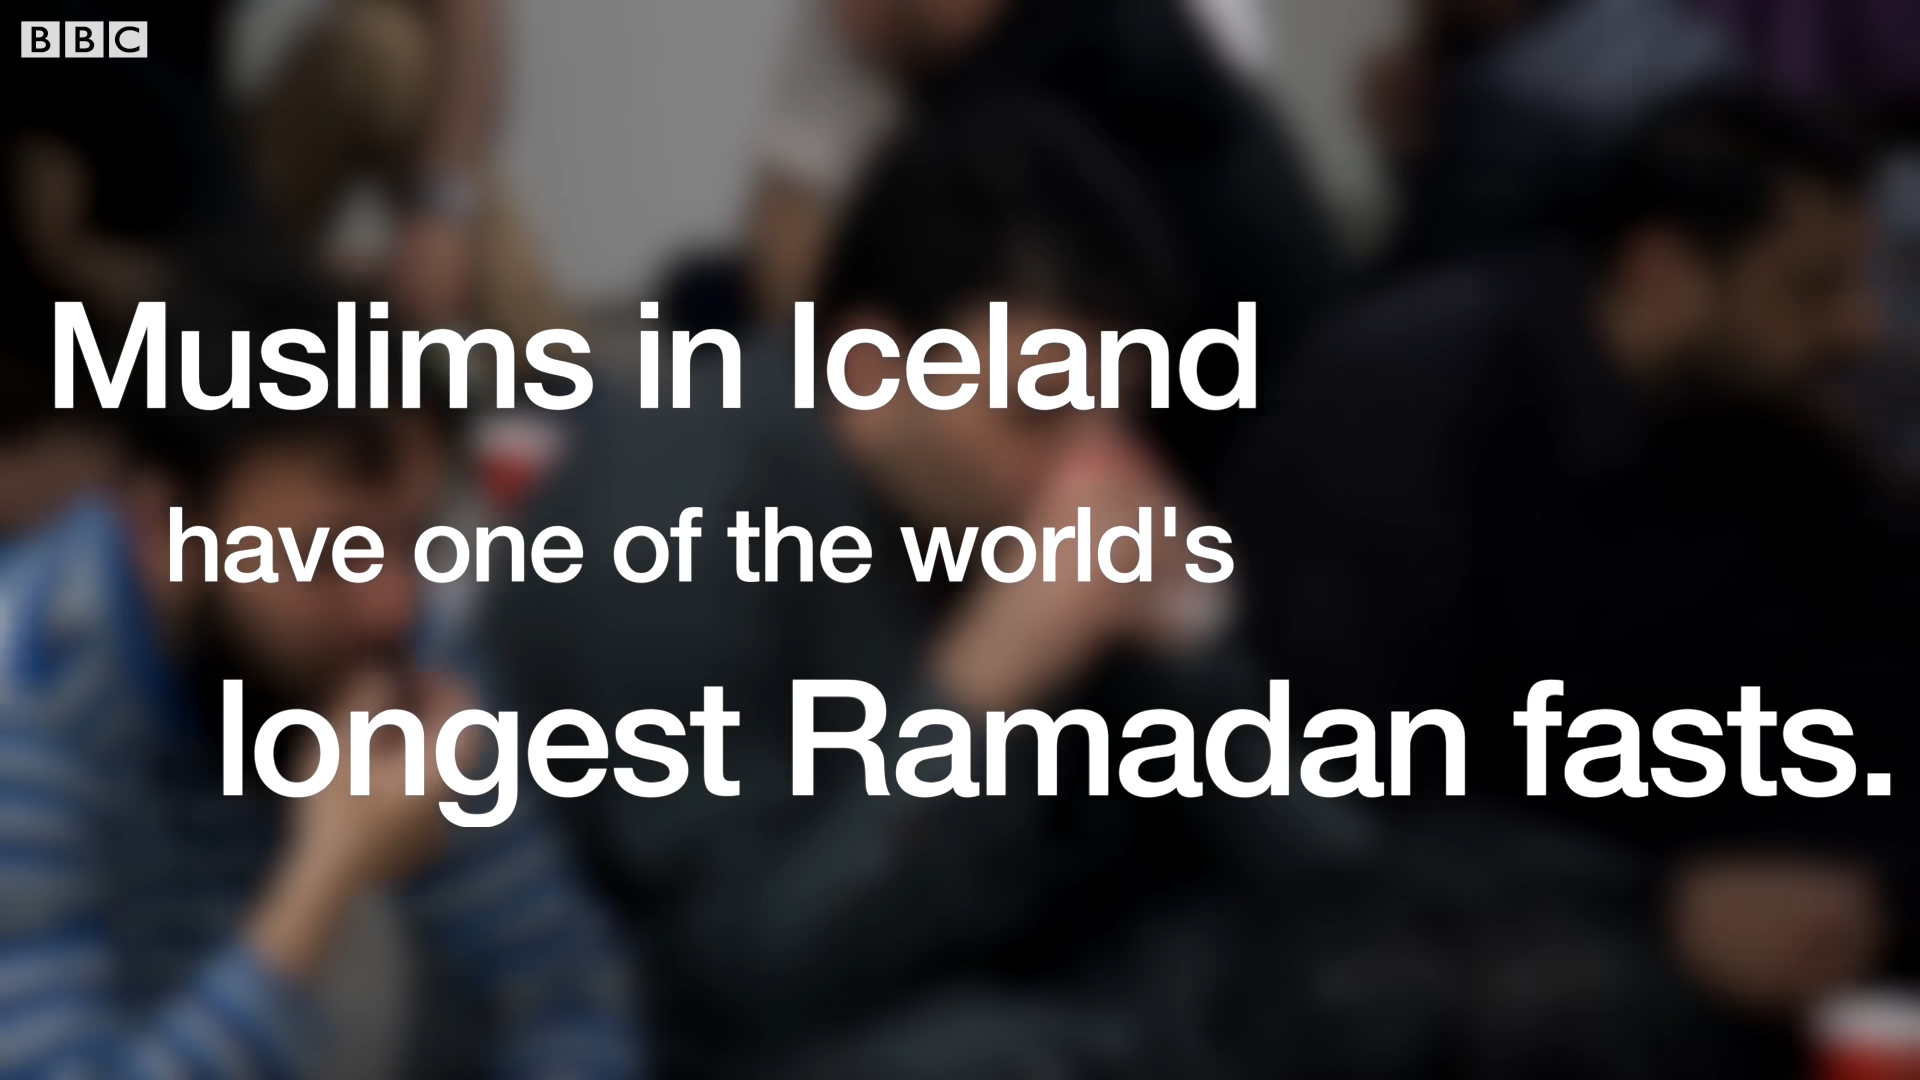 BBC
Muslims in Iceland
have one of the world's
longest Ramadan fasts.